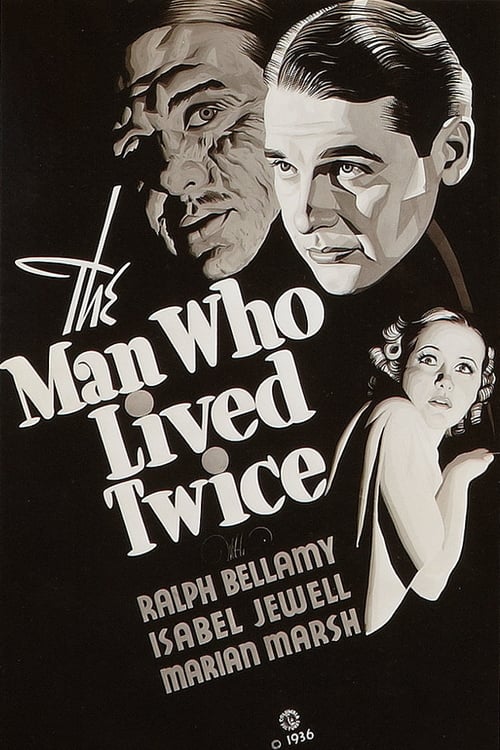 The
Man Who
Lived
Twice
With
RALPH BELLAMY
ISABEL JEWELL
MARIAN MARSH
© 1936